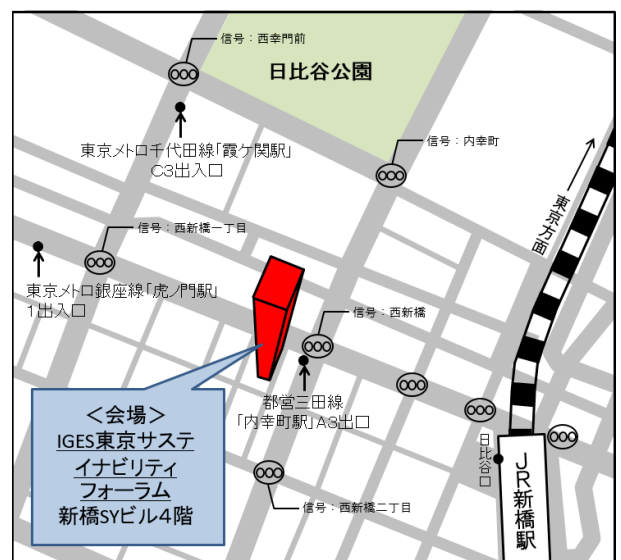 信号：西幸門前
日比谷公園
東京メトロ千代田線「霞ケ関駅」
C3出入口
信号：内幸町
東京方面
信号：西新橋一丁目
東京メトロ銀座線「虎ノ門駅」
1出入口
信号：西新橋
都営三田線
「内幸町駅」A3出口
＜会場＞
IGES東京サステ
イナビリティ
フォーラム
新橋SYビル４階
日比谷口
JR新橋駅
信号：西新橋二丁目